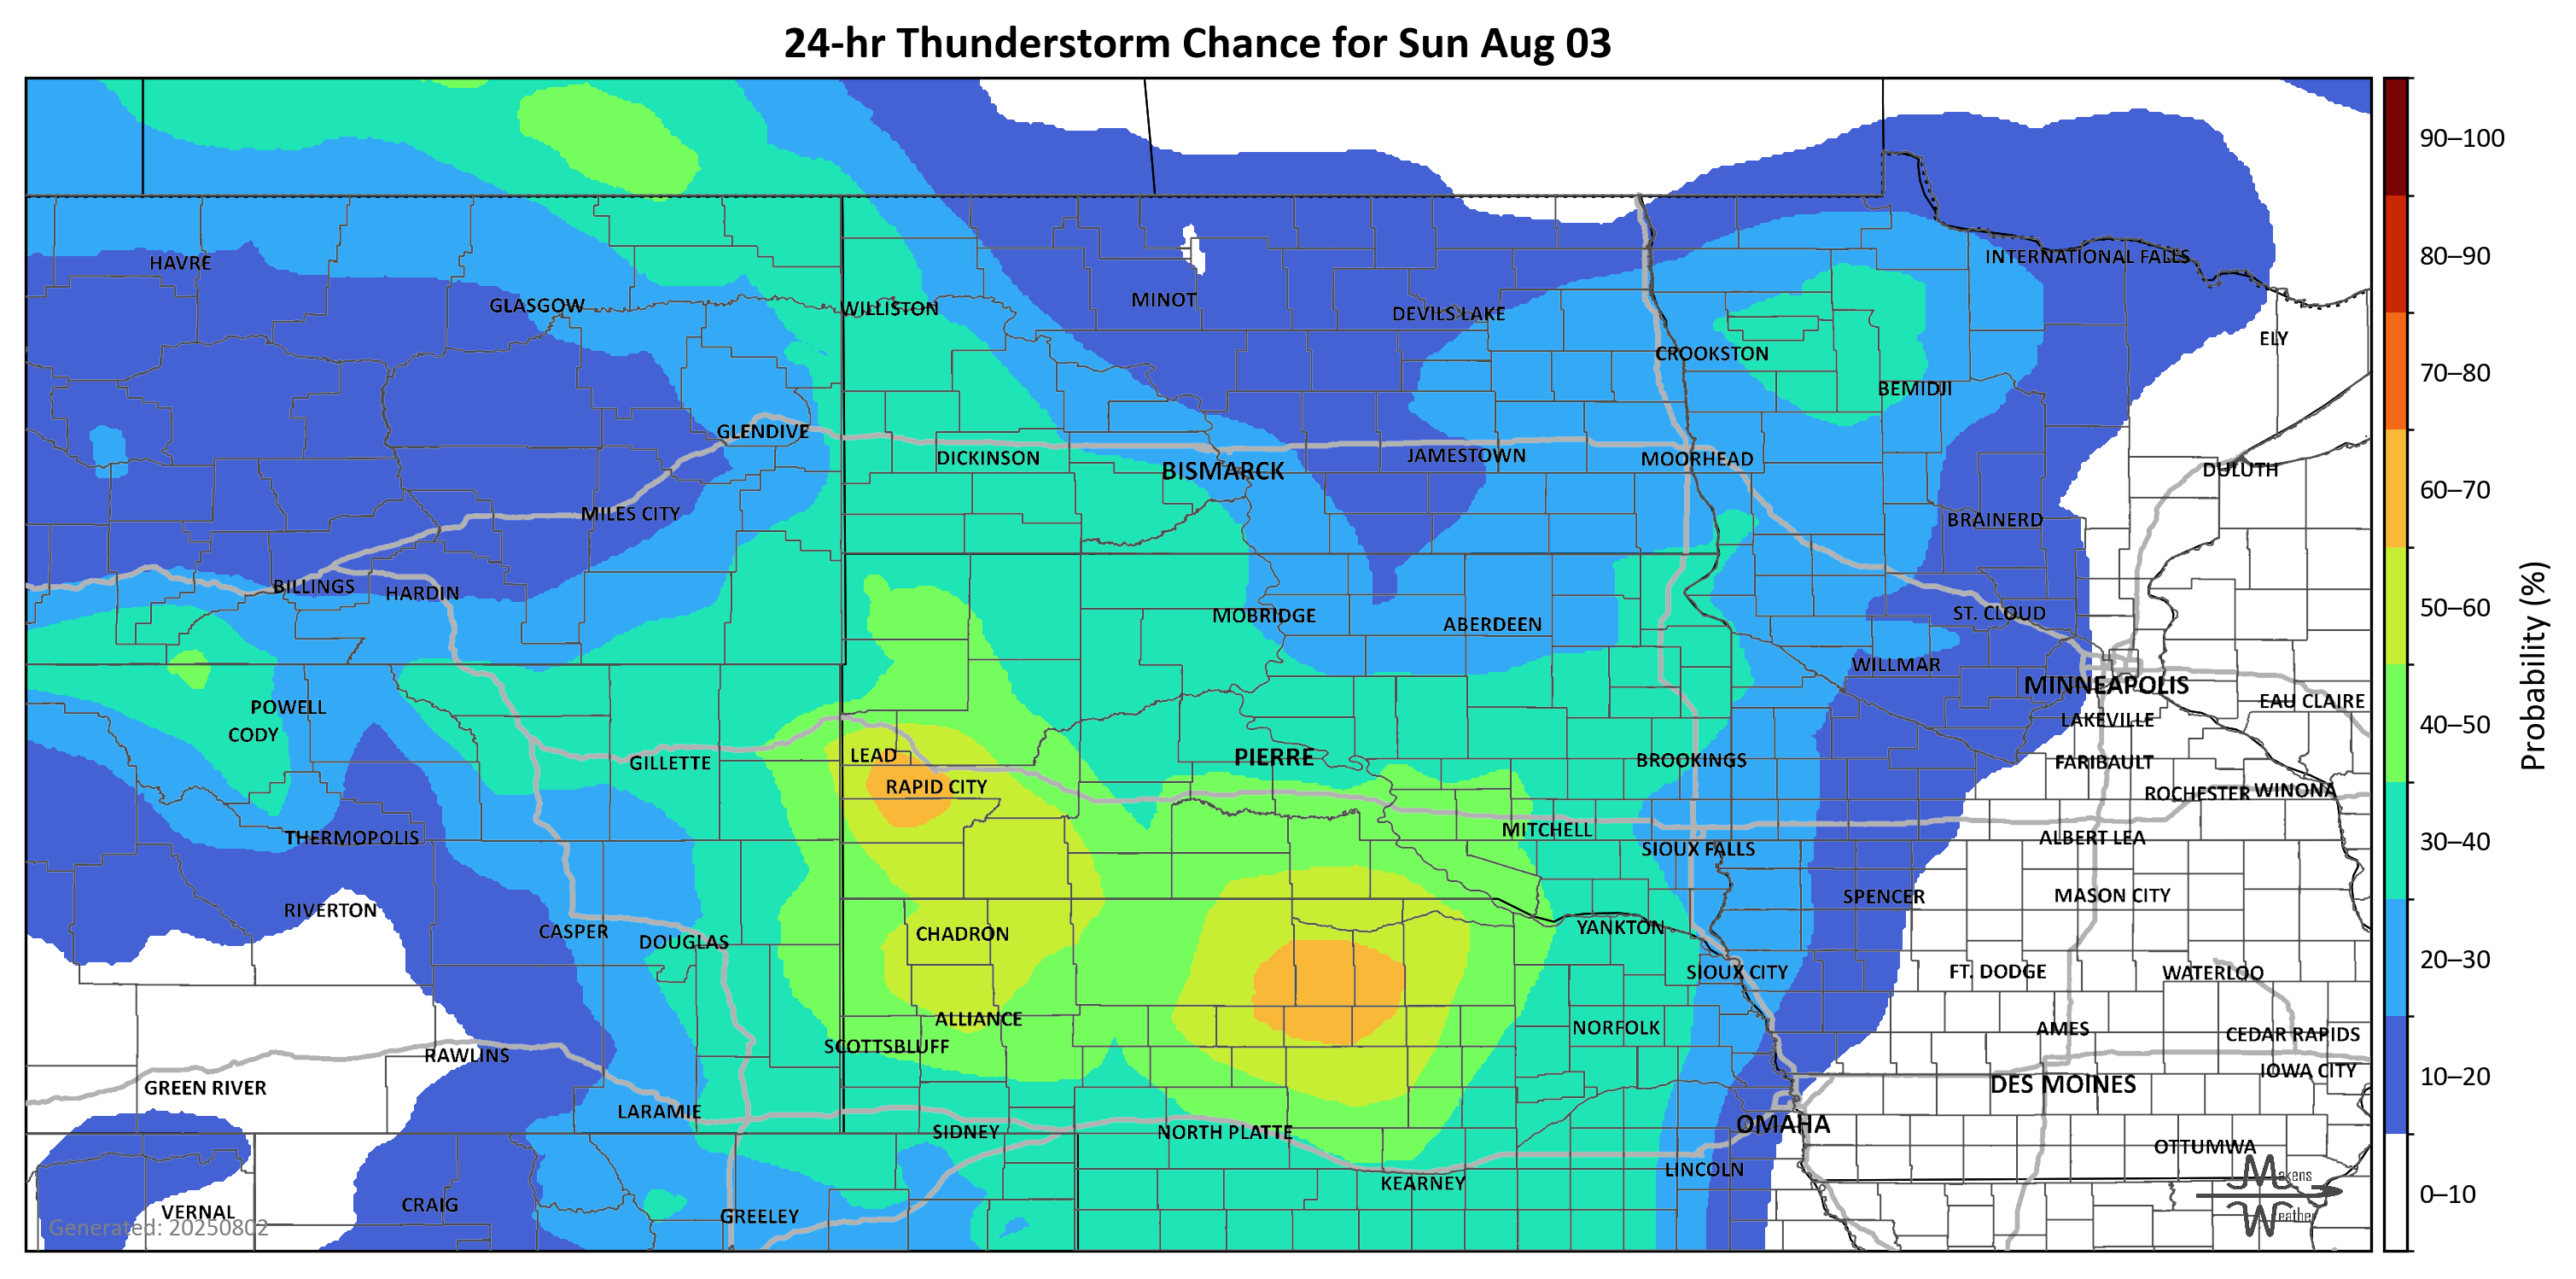 24-hr Thunderstorm Chance for Sun Aug 03
90–100
80–90
70–80
60–70
50–60
40–50
30–40
20–30
10–20
0–10
Probability (%)
HAVRE
GLASGOW
WILLISTON
MINOT
DEVILS LAKE
INTERNATIONAL FALLS
ELY
CROOKSTON
BEMIDJI
GLENDIVE
DICKINSON
BISMARCK
JAMESTOWN
MOORHEAD
DULUTH
MILES CITY
BRAINERD
BILLINGS
HARDIN
MOBRIDGE
ABERDEEN
ST. CLOUD
WILLMAR
MINNEAPOLIS
EAU CLAIRE
POWELL
CODY
LAKEVILLE
GILLETTE
LEAD
PIERRE
BROOKINGS
FARIBAULT
RAPID CITY
ROCHESTER
WINONA
THERMOPOLIS
MITCHELL
ALBERT LEA
SIOUX FALLS
SPENCER
MASON CITY
RIVERTON
CASPER
DOUGLAS
CHADRON
YANKTON
SIOUX CITY
FT. DODGE
WATERLOO
ALLIANCE
NORFOLK
AMES
CEDAR RAPIDS
SCOTTSBLUFF
RAWLINS
GREEN RIVER
DES MOINES
IOWA CITY
LARAMIE
SIDNEY
NORTH PLATTE
OMAHA
OTTUMWA
LINCOLN
KEARNEY
VERNAL
CRAIG
GREELEY
Generated: 20250802
Makens
Weather